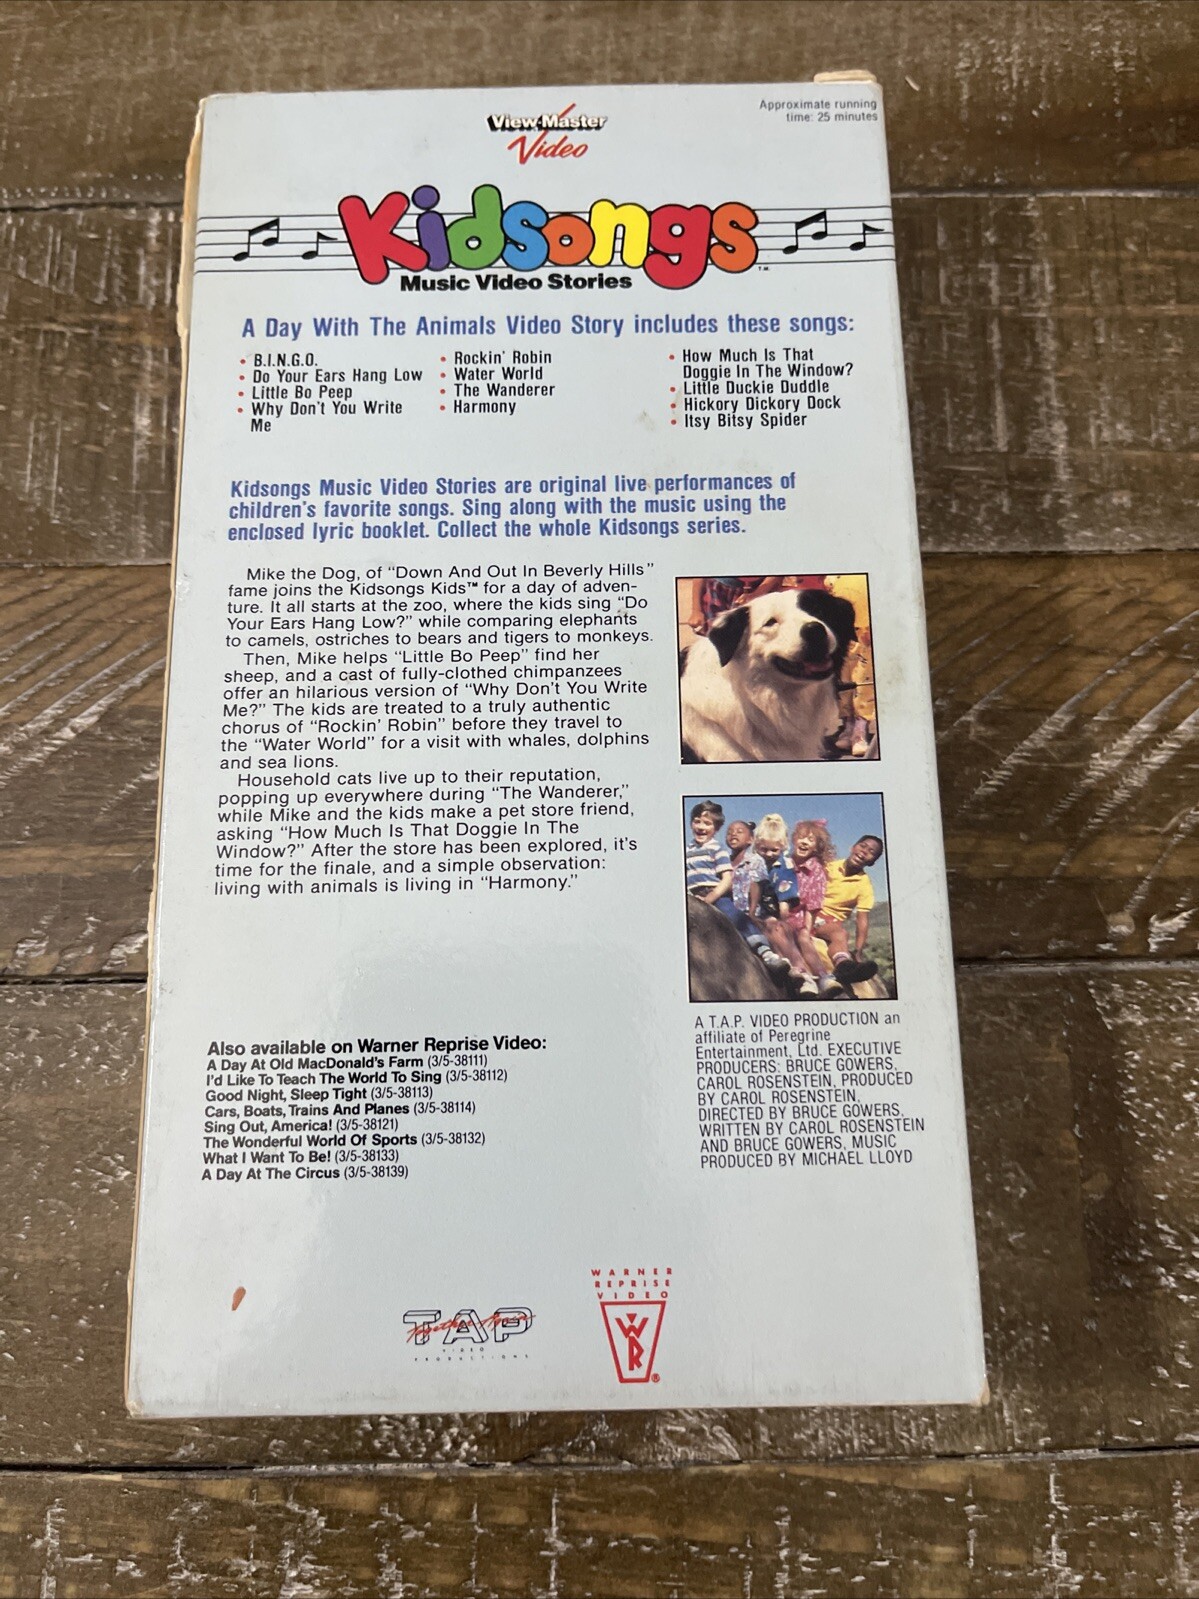 View-Master
Video
Approximate running
time: 25 minutes
Kidsongs
T.M.
Music Video Stories
A Day With The Animals Video Story includes these songs:
• B.I.N.G.O.
• Do Your Ears Hang Low
• Little Bo Peep
• Why Don't You Write
Me
• Rockin' Robin
• Water World
• The Wanderer
• Harmony
• How Much Is That
Doggie In The Window?
• Little Duckie Duddle
• Hickory Dickory Dock
• Itsy Bitsy Spider
Kidsongs Music Video Stories are original live performances of
children's favorite songs. Sing along with the music using the
enclosed lyric booklet. Collect the whole Kidsongs series.
Mike the Dog, of "Down And Out In Beverly Hills"
fame joins the Kidsongs Kids™ for a day of adven-
ture. It all starts at the zoo, where the kids sing "Do
Your Ears Hang Low?" while comparing elephants
to camels, ostriches to bears and tigers to monkeys.
Then, Mike helps "Little Bo Peep" find her
sheep, and a cast of fully-clothed chimpanzees
offer an hilarious version of "Why Don't You Write
Me?" The kids are treated to a truly authentic
chorus of "Rockin' Robin" before they travel to
the "Water World" for a visit with whales, dolphins
and sea lions.
Household cats live up to their reputation,
popping up everywhere during "The Wanderer,"
while Mike and the kids make a pet store friend,
asking "How Much Is That Doggie In The
Window?" After the store has been explored, it's
time for the finale, and a simple observation:
living with animals is living in "Harmony."
Also available on Warner Reprise Video:
A Day At Old MacDonald's Farm (3/5-38111)
I'd Like To Teach The World To Sing (3/5-38112)
Good Night, Sleep Tight (3/5-38113)
Cars, Boats, Trains And Planes (3/5-38114)
Sing Out, America! (3/5-38121)
The Wonderful World Of Sports (3/5-38132)
What I Want To Be! (3/5-38133)
A Day At The Circus (3/5-38139)
A T.A.P. VIDEO PRODUCTION an
affiliate of Peregrine
Entertainment, Ltd. EXECUTIVE
PRODUCERS: BRUCE GOWERS,
CAROL ROSENSTEIN, PRODUCED
BY CAROL ROSENSTEIN,
DIRECTED BY BRUCE GOWERS,
WRITTEN BY CAROL ROSENSTEIN
AND BRUCE GOWERS, MUSIC
PRODUCED BY MICHAEL LLOYD
TAP
Together Again
VIDEO
PRODUCTIONS
WARNER
REPRISE
VIDEO
WR
®